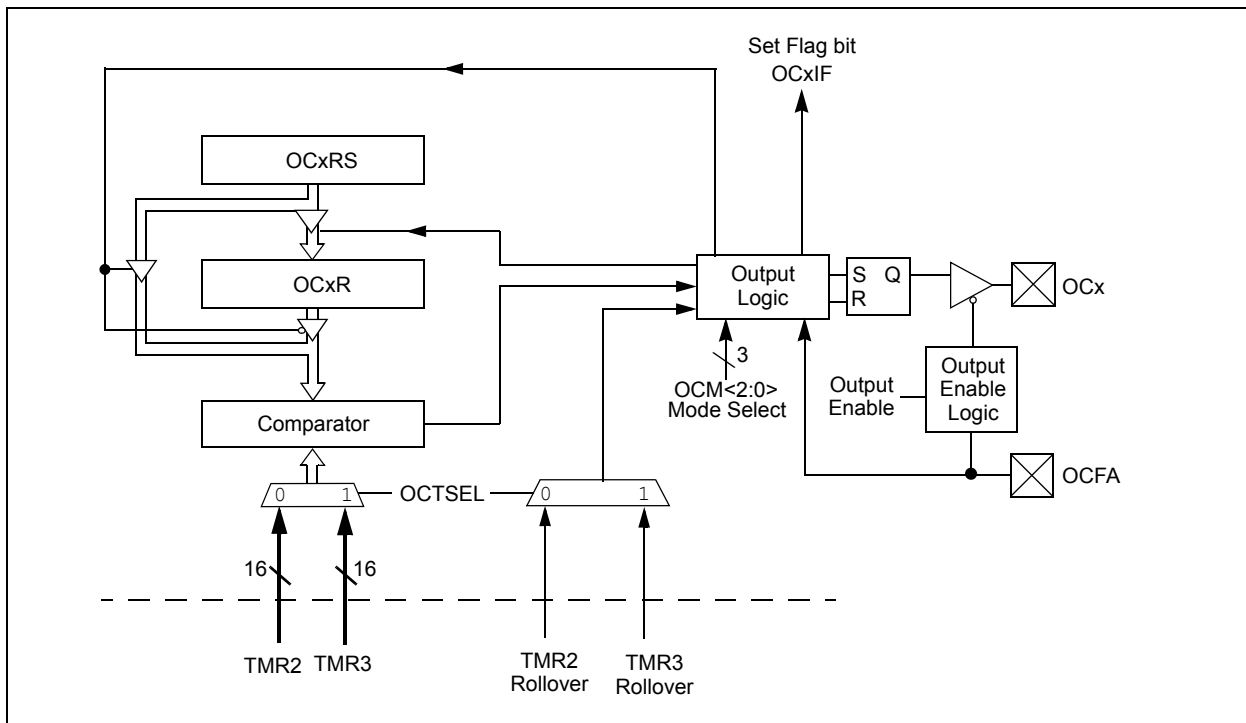 Set Flag bit
OCxIF
OCxRS
OCxR
Output
Logic
S Q
R
OCx
3
OCM<2:0>
Mode Select
Output
Enable
Output
Enable
Logic
Comparator
OCFA
0 1
OCTSEL
0 1
16
16
TMR2
TMR3
TMR2
Rollover
TMR3
Rollover